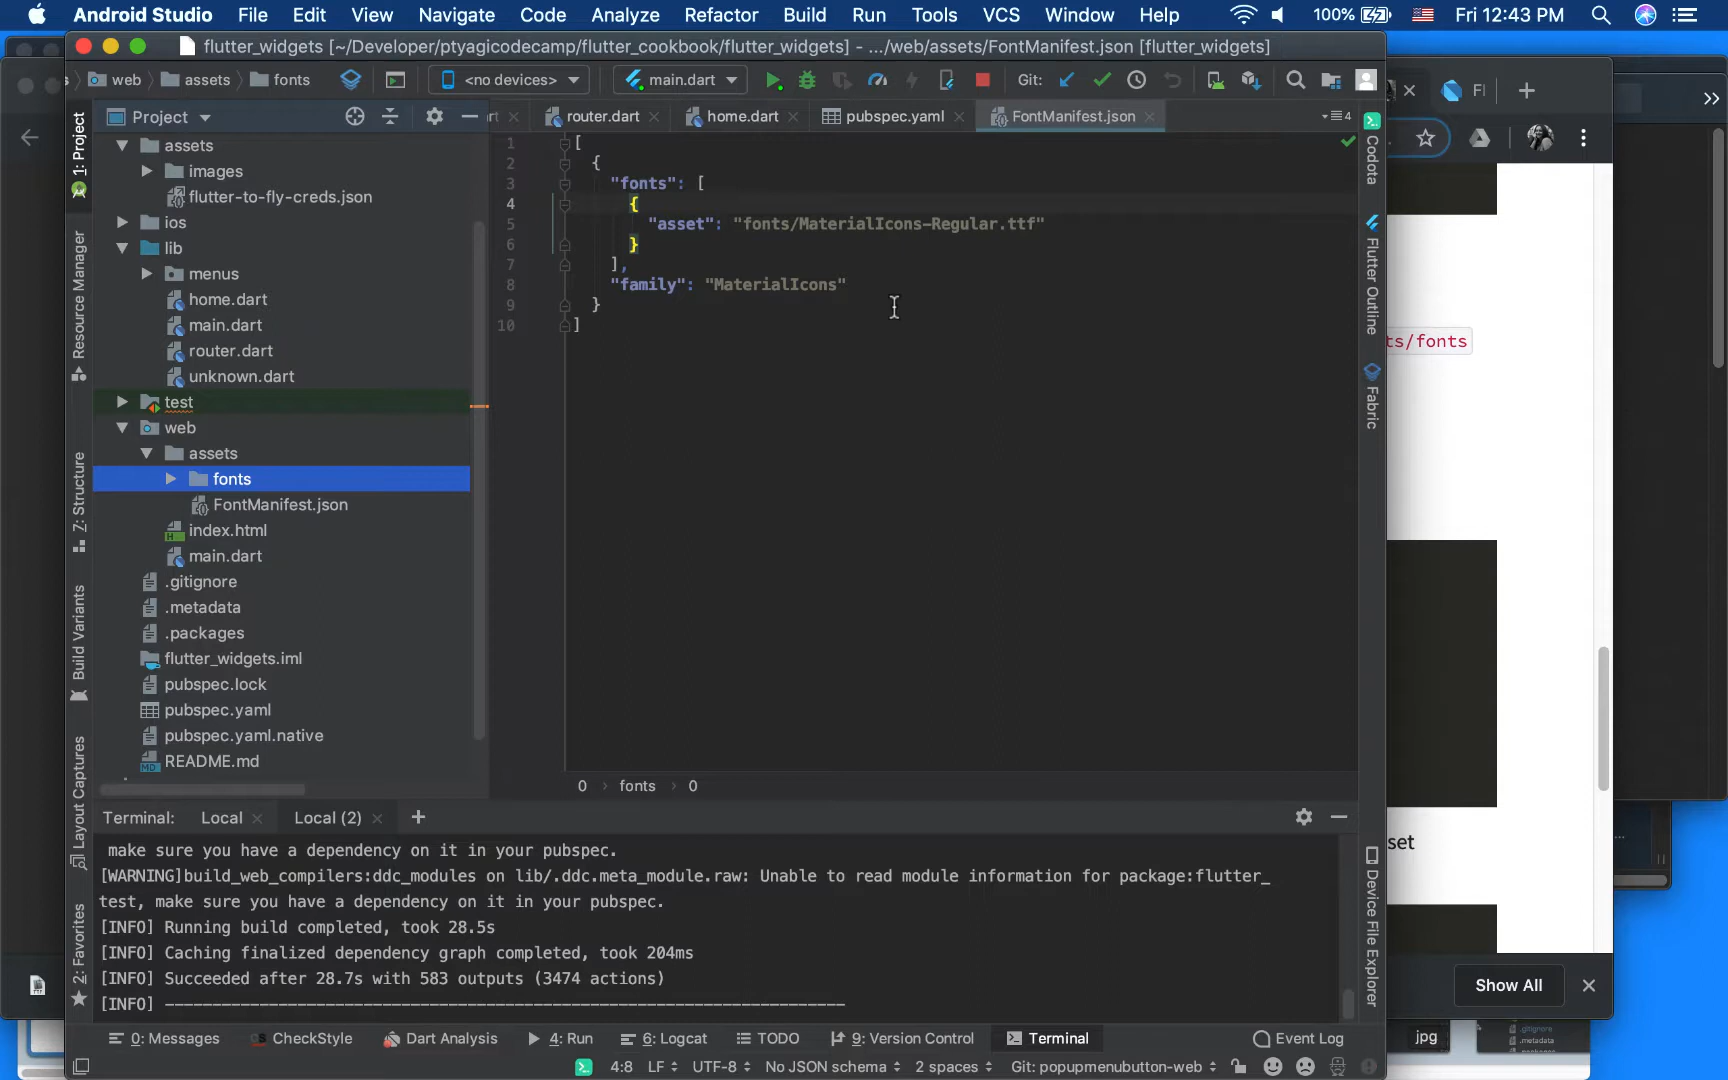 Android Studio File Edit View Navigate Code Analyze Refactor Build Run Tools VCS Window Help 100% Fri 12:43 PM
flutter_widgets [~/Developer/ptyagicodecamp/flutter_cookbook/flutter_widgets] - .../web/assets/FontManifest.json [flutter_widgets]
web assets fonts <no devices> main.dart Git:
Project router.dart home.dart pubspec.yaml FontManifest.json 4
1 [
2 {
3 "fonts": [
4 {
5 "asset": "fonts/MaterialIcons-Regular.ttf"
6 }
7 ],
8 "family": "MaterialIcons"
9 }
10 ]
assets
images
flutter-to-fly-creds.json
ios
lib
menus
home.dart
main.dart
router.dart
unknown.dart
test
web
assets
fonts
FontManifest.json
index.html
main.dart
.gitignore
.metadata
.packages
flutter_widgets.iml
pubspec.lock
pubspec.yaml
pubspec.yaml.native
README.md
1: Project
Resource Manager
7: Structure
Build Variants
Layout Captures
2: Favorites
Codota
Flutter Outline
Fabric
Device File Explorer
ts/fonts
set
0 › fonts › 0
Terminal: Local Local (2) +
make sure you have a dependency on it in your pubspec.
[WARNING]build_web_compilers:ddc_modules on lib/.ddc.meta_module.raw: Unable to read module information for package:flutter_
test, make sure you have a dependency on it in your pubspec.
[INFO] Running build completed, took 28.5s
[INFO] Caching finalized dependency graph completed, took 204ms
[INFO] Succeeded after 28.7s with 583 outputs (3474 actions)
[INFO] ----------------------------------------------------------------------
0: Messages CheckStyle Dart Analysis 4: Run 6: Logcat TODO 9: Version Control Terminal Event Log
4:8 LF UTF-8 No JSON schema 2 spaces Git: popupmenubutton-web
Show All
jpg
.gitignore
.metadata